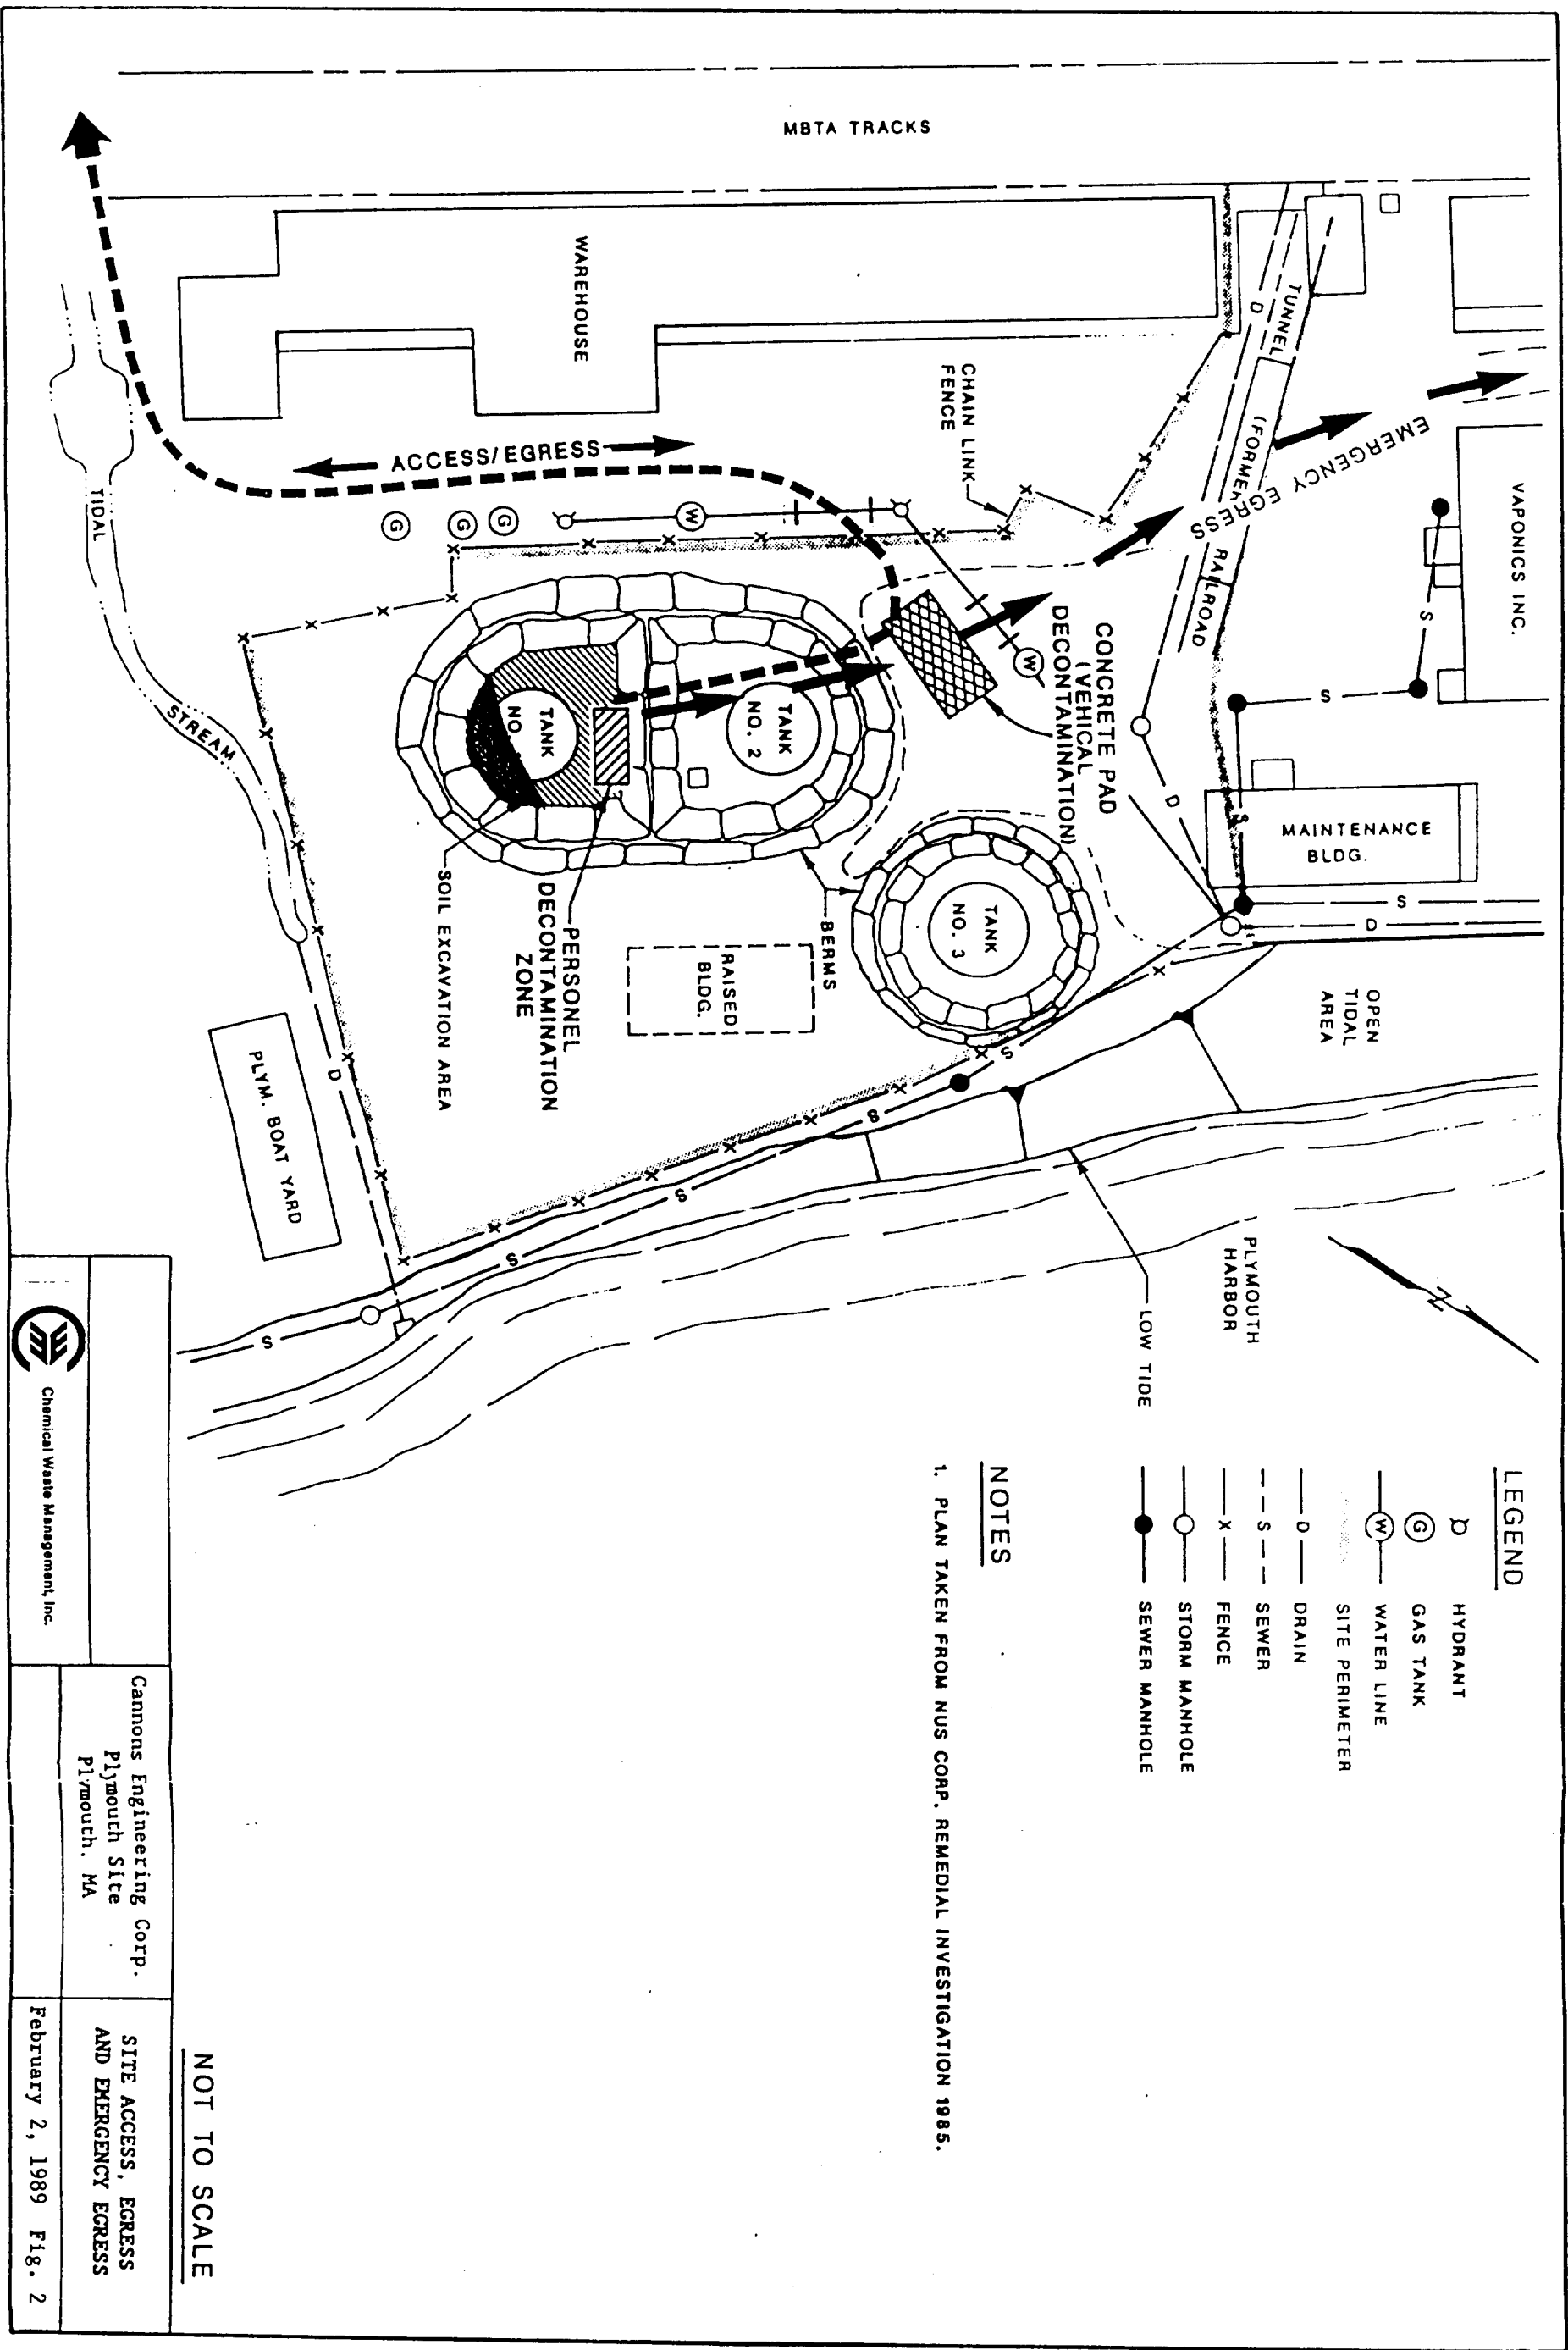 MBTA TRACKS
WAREHOUSE
ACCESS/EGRESS
CHAIN LINK
FENCE
TUNNEL
(FORMER
RAILROAD
EMERGENCY EGRESS
VAPONICS INC.
D
S
S
W
W
G
G
G
CONCRETE PAD
(VEHICAL
DECONTAMINATION)
TANK
NO. 2
TANK
NO.
TANK
NO. 3
D
S
MAINTENANCE
BLDG.
S
D
BERMS
RAISED
BLDG.
PERSONEL
DECONTAMINATION
ZONE
SOIL EXCAVATION AREA
TIDAL
STREAM
D
PLYM. BOAT YARD
OPEN
TIDAL
AREA
S
S
S
S
S
PLYMOUTH
HARBOR
LOW TIDE
N
LEGEND
HYDRANT
G GAS TANK
W WATER LINE
SITE PERIMETER
D DRAIN
S SEWER
X FENCE
STORM MANHOLE
SEWER MANHOLE
NOTES
1. PLAN TAKEN FROM NUS CORP. REMEDIAL INVESTIGATION 1985.
NOT TO SCALE
Chemical Waste Management, Inc.
Cannons Engineering Corp.
Plymouth Site
Plymouth, MA
SITE ACCESS, EGRESS
AND EMERGENCY EGRESS
February 2, 1989 Fig. 2